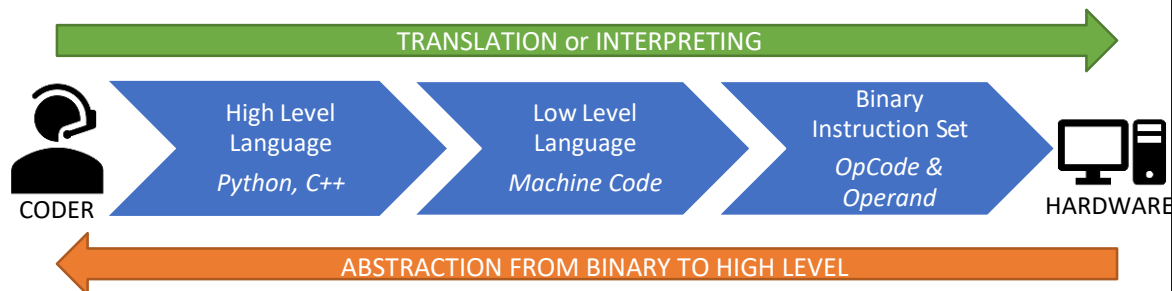 TRANSLATION or INTERPRETING
High Level
Language
Python, C++
Low Level
Language
Machine Code
Binary
Instruction Set
OpCode &
Operand
CODER
HARDWARE
ABSTRACTION FROM BINARY TO HIGH LEVEL